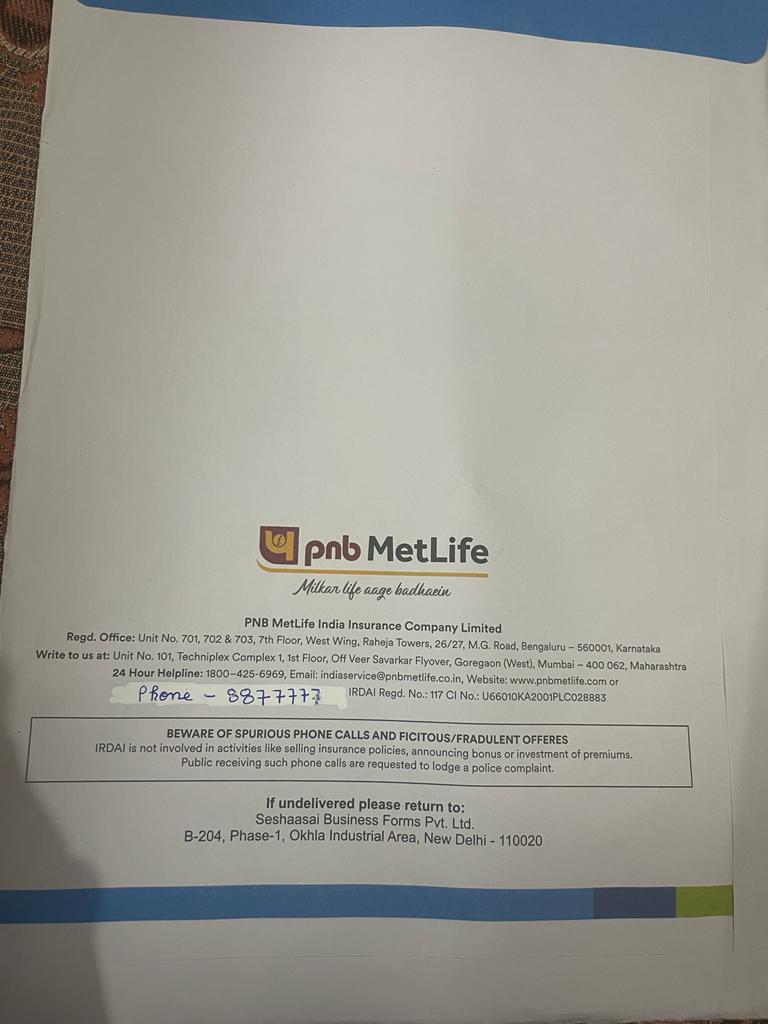 pnb MetLife
Milkar life aage badhaein
PNB MetLife India Insurance Company Limited
Regd. Office: Unit No. 701, 702 & 703, 7th Floor, West Wing, Raheja Towers, 26/27, M.G. Road, Bengaluru – 560001, Karnataka
Write to us at: Unit No. 101, Techniplex Complex 1, 1st Floor, Off Veer Savarkar Flyover, Goregaon (West), Mumbai – 400 062, Maharashtra
24 Hour Helpline: 1800-425-6969, Email: indiaservice@pnbmetlife.co.in, Website: www.pnbmetlife.com or
Phone - 8877777 IRDAI Regd. No.: 117 CI No.: U66010KA2001PLC028883
BEWARE OF SPURIOUS PHONE CALLS AND FICITOUS/FRADULENT OFFERES
IRDAI is not involved in activities like selling insurance policies, announcing bonus or investment of premiums.
Public receiving such phone calls are requested to lodge a police complaint.
If undelivered please return to:
Seshaasai Business Forms Pvt. Ltd.
B-204, Phase-1, Okhla Industrial Area, New Delhi - 110020